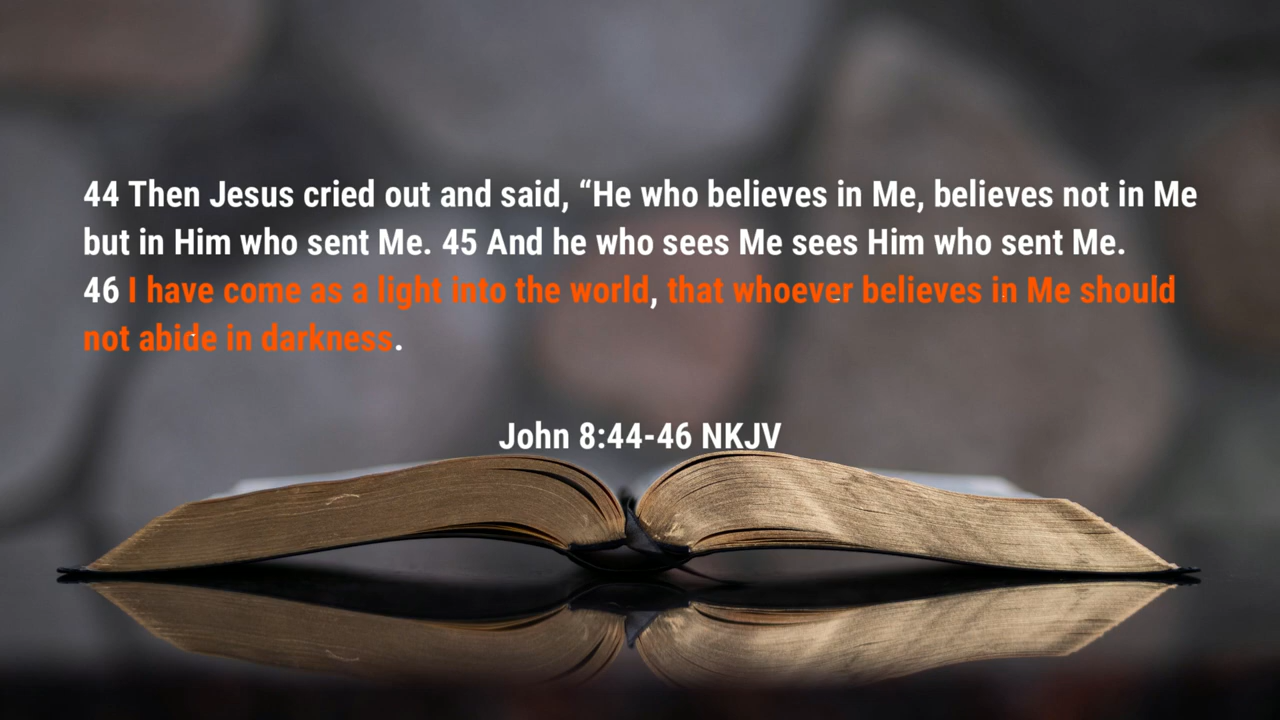 44 Then Jesus cried out and said, “He who believes in Me, believes not in Me
but in Him who sent Me. 45 And he who sees Me sees Him who sent Me.
46 I have come as a light into the world, that whoever believes in Me should
not abide in darkness.
John 8:44-46 NKJV